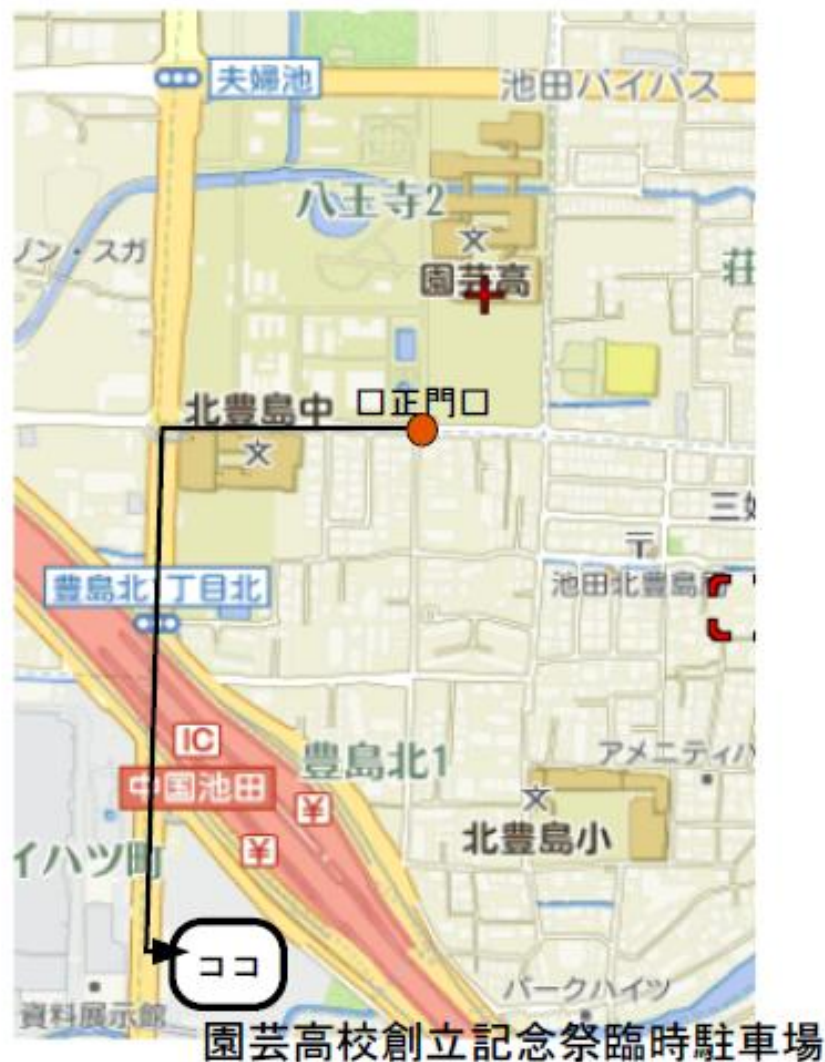 夫婦池
池田バイパス
八王寺2
ノン・スガ
園芸高
荘
北豊島中
□正門□
三
〒
豊島北1丁目北
池田北豊島
IC
中国池田
豊島北1
アメニティハ
¥
¥
北豊島小
イハツ町
ココ
パークハイツ
資料展示館
園芸高校創立記念祭臨時駐車場